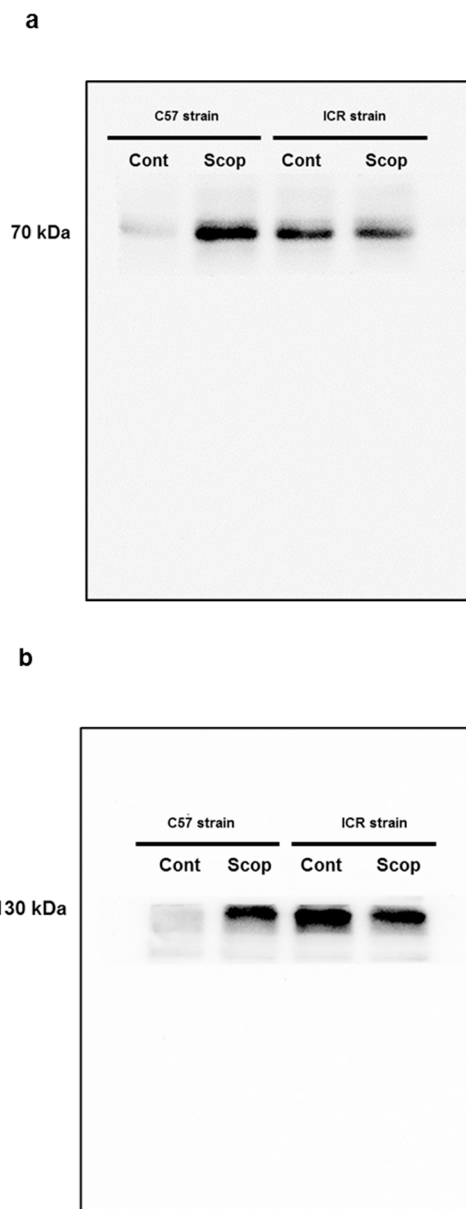 a
C57 strain ICR strain
Cont Scop Cont Scop
70 kDa
b
C57 strain ICR strain
Cont Scop Cont Scop
130 kDa